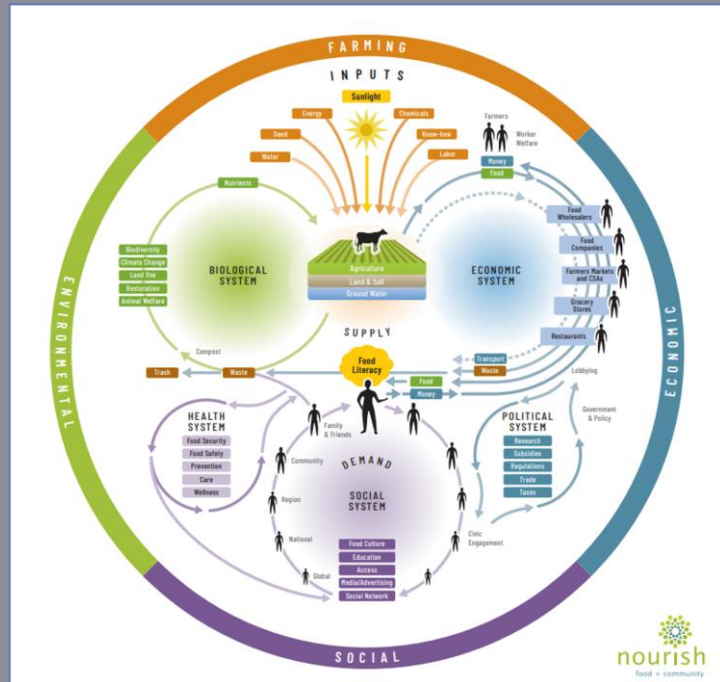 FARMING
INPUTS
Sunlight
Energy
Chemicals
Seed
Know-how
Water
Labor
Farmers
Worker
Welfare
Money
Food
Nutrients
Food
Wholesalers
Food
Companies
Farmers Markets
and CSAs
Grocery
Stores
Restaurants
Biodiversity
Climate Change
Land Use
Restoration
Animal Welfare
BIOLOGICAL
SYSTEM
Agriculture
Land & Soil
Ground Water
ECONOMIC
SYSTEM
ENVIRONMENTAL
ECONOMIC
SUPPLY
Compost
Food
Literacy
Transport
Waste
Trash
Waste
Food
Money
Lobbying
HEALTH
SYSTEM
Food Security
Food Safety
Prevention
Care
Wellness
Family
& Friends
Community
Region
National
Global
DEMAND
SOCIAL
SYSTEM
Food Culture
Education
Access
Media/Advertising
Social Network
POLITICAL
SYSTEM
Research
Subsidies
Regulations
Trade
Taxes
Government
& Policy
Civic
Engagement
SOCIAL
nourish
food + community